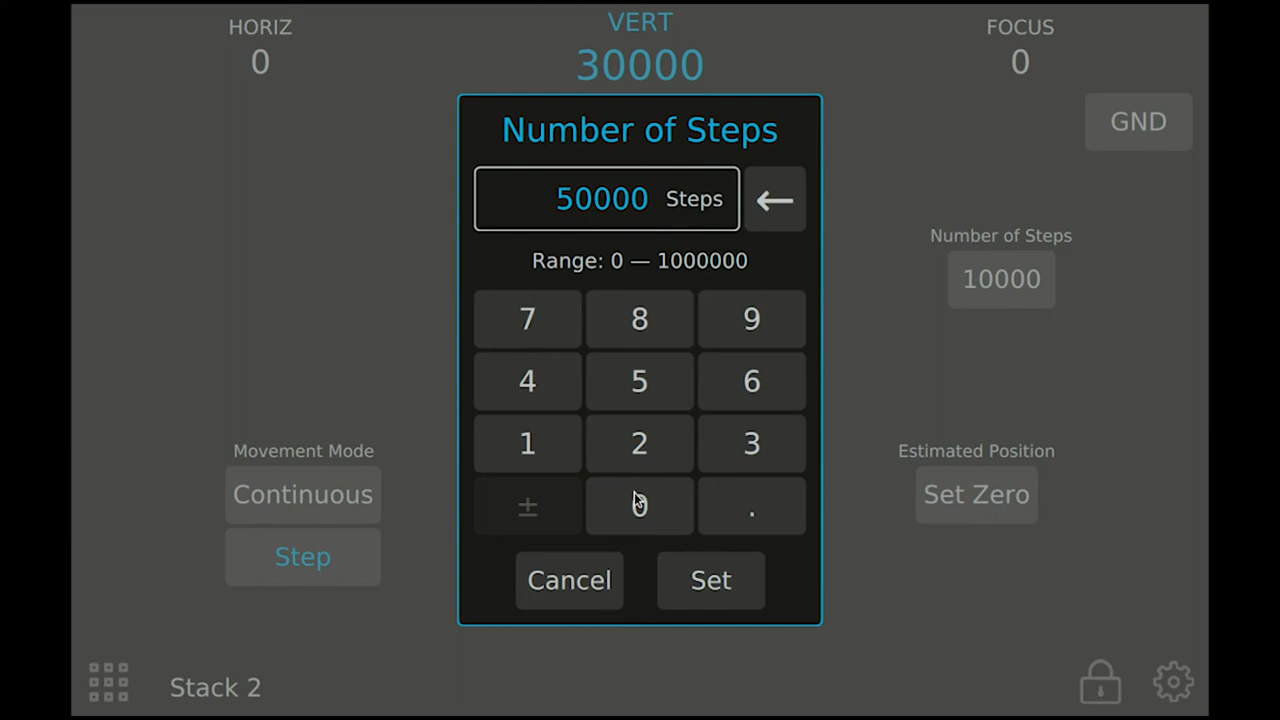 HORIZ
0
VERT
30000
FOCUS
0
GND
Number of Steps
50000 Steps
←
Range: 0 — 1000000
7 8 9
4 5 6
1 2 3
± 0 .
Cancel Set
Number of Steps
10000
Movement Mode
Continuous
Step
Estimated Position
Set Zero
Stack 2